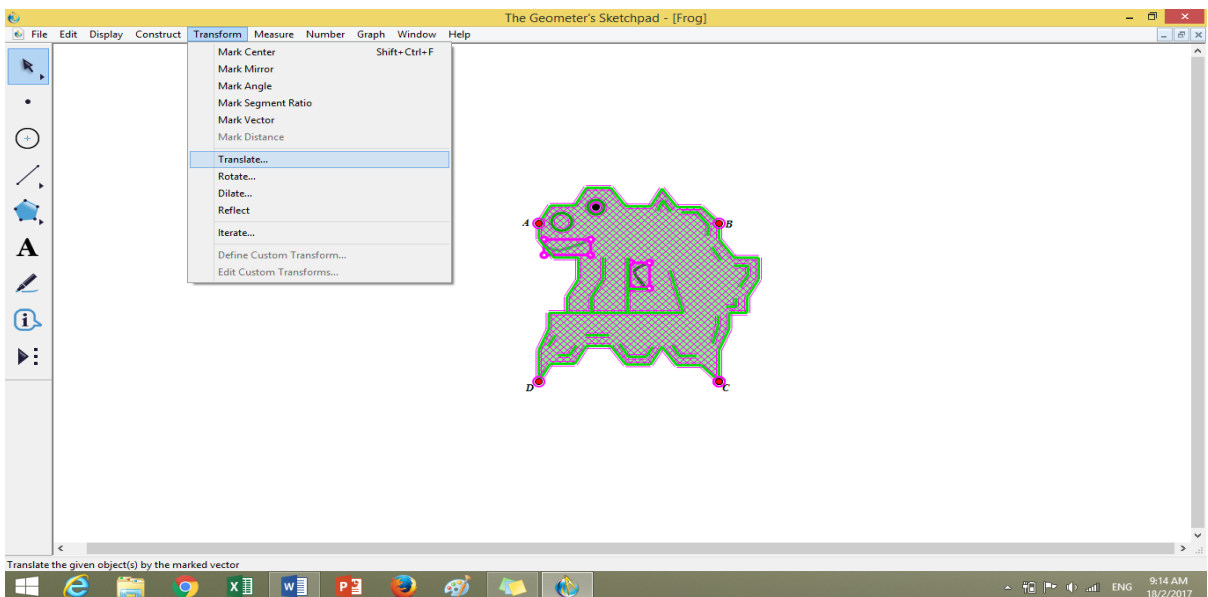 The Geometer's Sketchpad - [Frog]
File Edit Display Construct Transform Measure Number Graph Window Help
Mark Center Shift+Ctrl+F
Mark Mirror
Mark Angle
Mark Segment Ratio
Mark Vector
Mark Distance
Translate...
Rotate...
Dilate...
Reflect
Iterate...
Define Custom Transform...
Edit Custom Transforms...
A
A B
D C
Translate the given object(s) by the marked vector
ENG 9:14 AM
18/2/2017